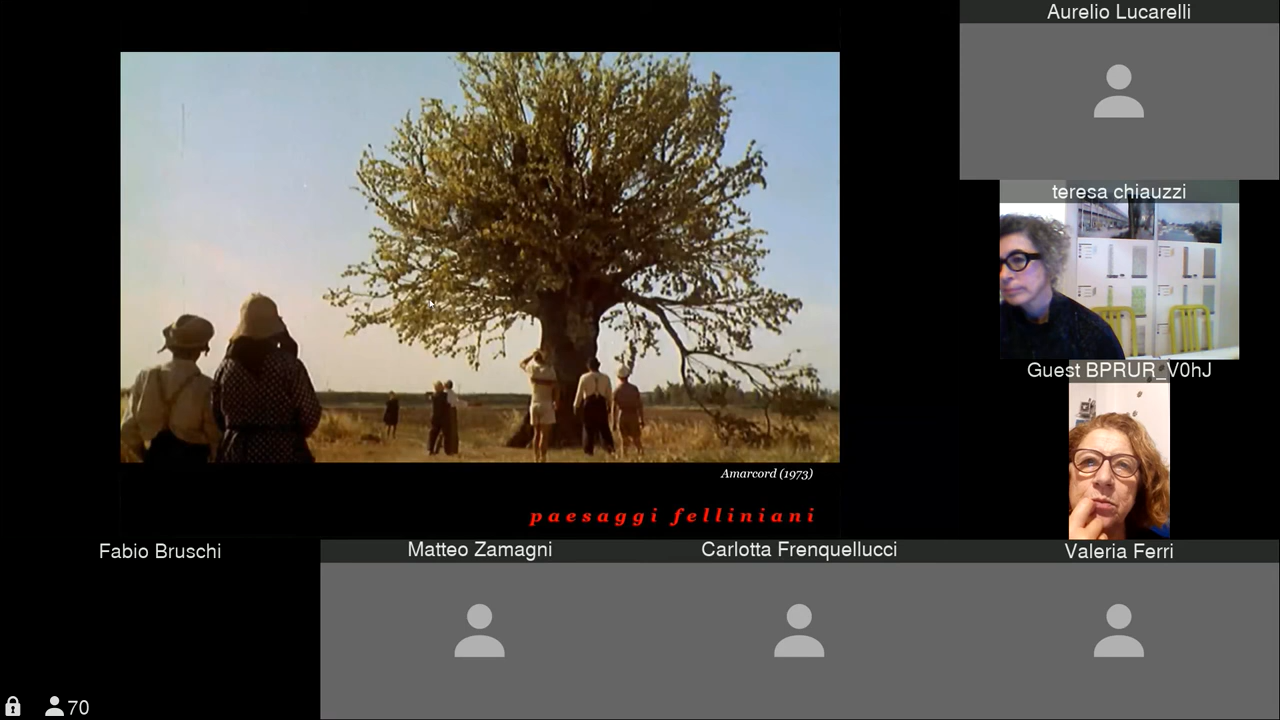 Aurelio Lucarelli
teresa chiauzzi
Guest BPRUR_V0hJ
Amarcord (1973)
paesaggi felliniani
Fabio Bruschi
Matteo Zamagni
Carlotta Frenquellucci
Valeria Ferri
70